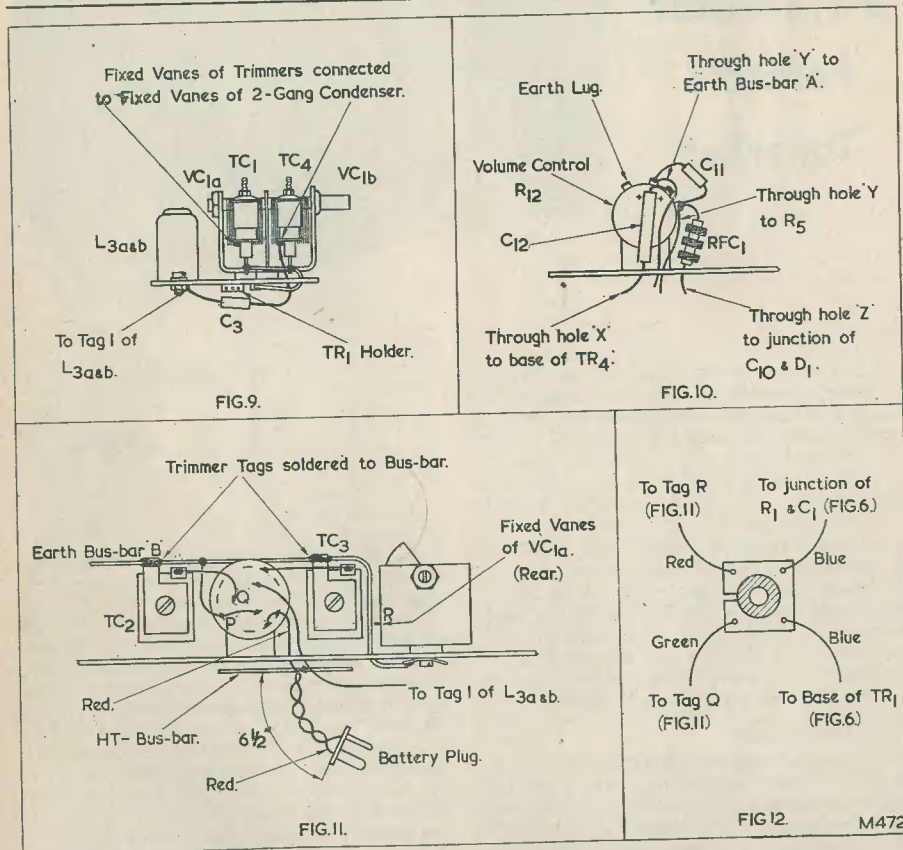 Fixed Vanes of Trimmers connected
to Fixed Vanes of 2-Gang Condenser.
TC1
TC4
VC1a
VC1b
L3a&b
C3
To Tag 1 of
L3a&b.
TR1 Holder.
FIG.9.
Through hole 'Y' to
Earth Bus-bar 'A'.
Earth Lug.
C11
Volume Control
R12
Through hole 'Y
to R5
C12
RFC1
Through hole 'X'
to base of TR4.
Through hole 'Z'
to junction of
C10 & D1.
FIG.10.
Trimmer Tags soldered to Bus-bar.
Earth Bus-bar 'B'
TC3
Fixed Vanes
of VC1a.
(Rear.)
Q
P
R
TC2
Red.
To Tag 1 of L3a&b.
HT- Bus-bar.
6½"
Battery Plug.
Red.
FIG.11.
To Tag R
(FIG.11)
To junction of
R1 & C1 (FIG.6.)
Red
Blue
Green
Blue
To Tag Q
(FIG.11)
To Base of TR1
(FIG.6.)
FIG 12.
M472